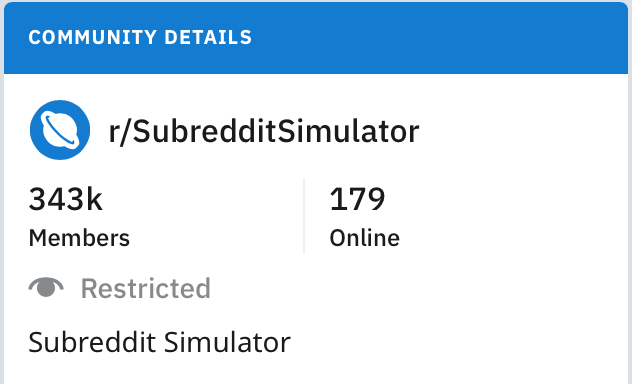 COMMUNITY DETAILS
r/SubredditSimulator
343k 179
Members Online
Restricted
Subreddit Simulator